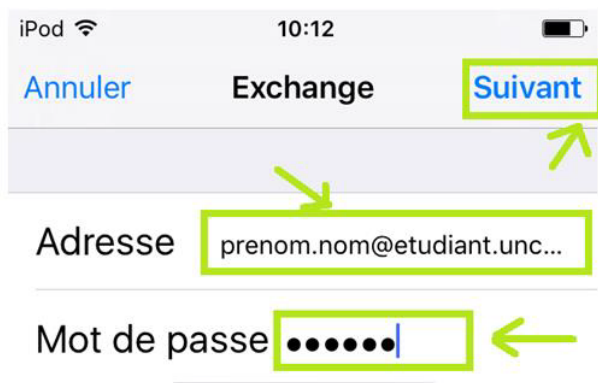 iPod 10:12
Annuler Exchange Suivant
Adresse prenom.nom@etudiant.unc...
Mot de passe ••••••